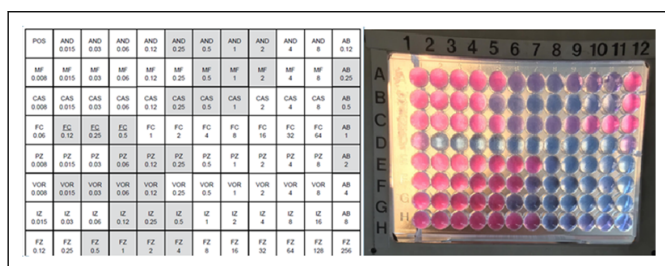 POS AND AND AND AND AND AND AND AND AND AND AB
0.015 0.03 0.06 0.12 0.25 0.5 1 2 4 8 0.12
MF MF MF MF MF MF MF MF MF MF MF AB
0.008 0.015 0.03 0.06 0.12 0.25 0.5 1 2 4 8 0.25
CAS CAS CAS CAS CAS CAS CAS CAS CAS CAS CAS AB
0.008 0.015 0.03 0.06 0.12 0.25 0.5 1 2 4 8 0.5
FC FC FC FC FC FC FC FC FC FC FC AB
0.06 0.12 0.25 0.5 1 2 4 8 16 32 64 1
PZ PZ PZ PZ PZ PZ PZ PZ PZ PZ PZ AB
0.008 0.015 0.03 0.06 0.12 0.25 0.5 1 2 4 8 2
VOR VOR VOR VOR VOR VOR VOR VOR VOR VOR VOR AB
0.008 0.015 0.03 0.06 0.12 0.25 0.5 1 2 4 8 4
IZ IZ IZ IZ IZ IZ IZ IZ IZ IZ IZ AB
0.015 0.03 0.06 0.12 0.25 0.5 1 2 4 8 16 8
FZ FZ FZ FZ FZ FZ FZ FZ FZ FZ FZ FZ
0.12 0.25 0.5 1 2 4 8 16 32 64 128 256
1 2 3 4 5 6 7 8 9 10 11 12
A
B
C
D
E
F
G
H
H